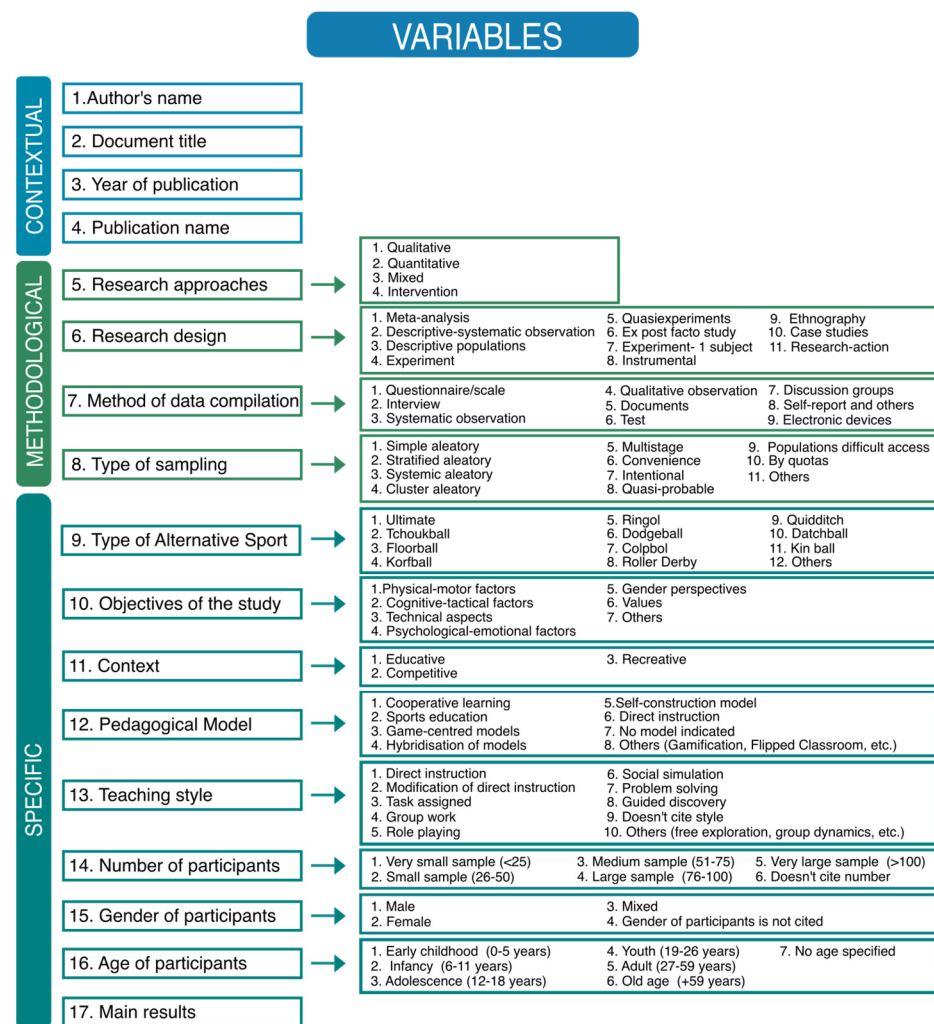 VARIABLES
CONTEXTUAL
1.Author's name
2. Document title
3. Year of publication
4. Publication name
METHODOLOGICAL
5. Research approaches
1. Qualitative
2. Quantitative
3. Mixed
4. Intervention
6. Research design
1. Meta-analysis
2. Descriptive-systematic observation
3. Descriptive populations
4. Experiment
5. Quasiexperiments
6. Ex post facto study
7. Experiment- 1 subject
8. Instrumental
9. Ethnography
10. Case studies
11. Research-action
7. Method of data compilation
1. Questionnaire/scale
2. Interview
3. Systematic observation
4. Qualitative observation
5. Documents
6. Test
7. Discussion groups
8. Self-report and others
9. Electronic devices
8. Type of sampling
1. Simple aleatory
2. Stratified aleatory
3. Systemic aleatory
4. Cluster aleatory
5. Multistage
6. Convenience
7. Intentional
8. Quasi-probable
9. Populations difficult access
10. By quotas
11. Others
SPECIFIC
9. Type of Alternative Sport
1. Ultimate
2. Tchoukball
3. Floorball
4. Korfball
5. Ringol
6. Dodgeball
7. Colpbol
8. Roller Derby
9. Quidditch
10. Datchball
11. Kin ball
12. Others
10. Objectives of the study
1.Physical-motor factors
2. Cognitive-tactical factors
3. Technical aspects
4. Psychological-emotional factors
5. Gender perspectives
6. Values
7. Others
11. Context
1. Educative
2. Competitive
3. Recreative
12. Pedagogical Model
1. Cooperative learning
2. Sports education
3. Game-centred models
4. Hybridisation of models
5.Self-construction model
6. Direct instruction
7. No model indicated
8. Others (Gamification, Flipped Classroom, etc.)
13. Teaching style
1. Direct instruction
2. Modification of direct instruction
3. Task assigned
4. Group work
5. Role playing
6. Social simulation
7. Problem solving
8. Guided discovery
9. Doesn't cite style
10. Others (free exploration, group dynamics, etc.)
14. Number of participants
1. Very small sample (<25)
2. Small sample (26-50)
3. Medium sample (51-75)
4. Large sample (76-100)
5. Very large sample (>100)
6. Doesn't cite number
15. Gender of participants
1. Male
2. Female
3. Mixed
4. Gender of participants is not cited
16. Age of participants
1. Early childhood (0-5 years)
2. Infancy (6-11 years)
3. Adolescence (12-18 years)
4. Youth (19-26 years)
5. Adult (27-59 years)
6. Old age (+59 years)
7. No age specified
17. Main results